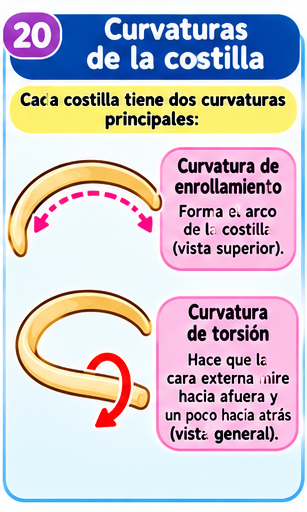 20
Curvaturas
de la costilla
Cada costilla tiene dos curvaturas
principales:
Curvatura de
enrollamiento
Forma el arco
de la costilla
(vista superior).
Curvatura
de torsión
Hace que la
cara externa mire
hacia afuera y
un poco hacia atrás
(vista general).